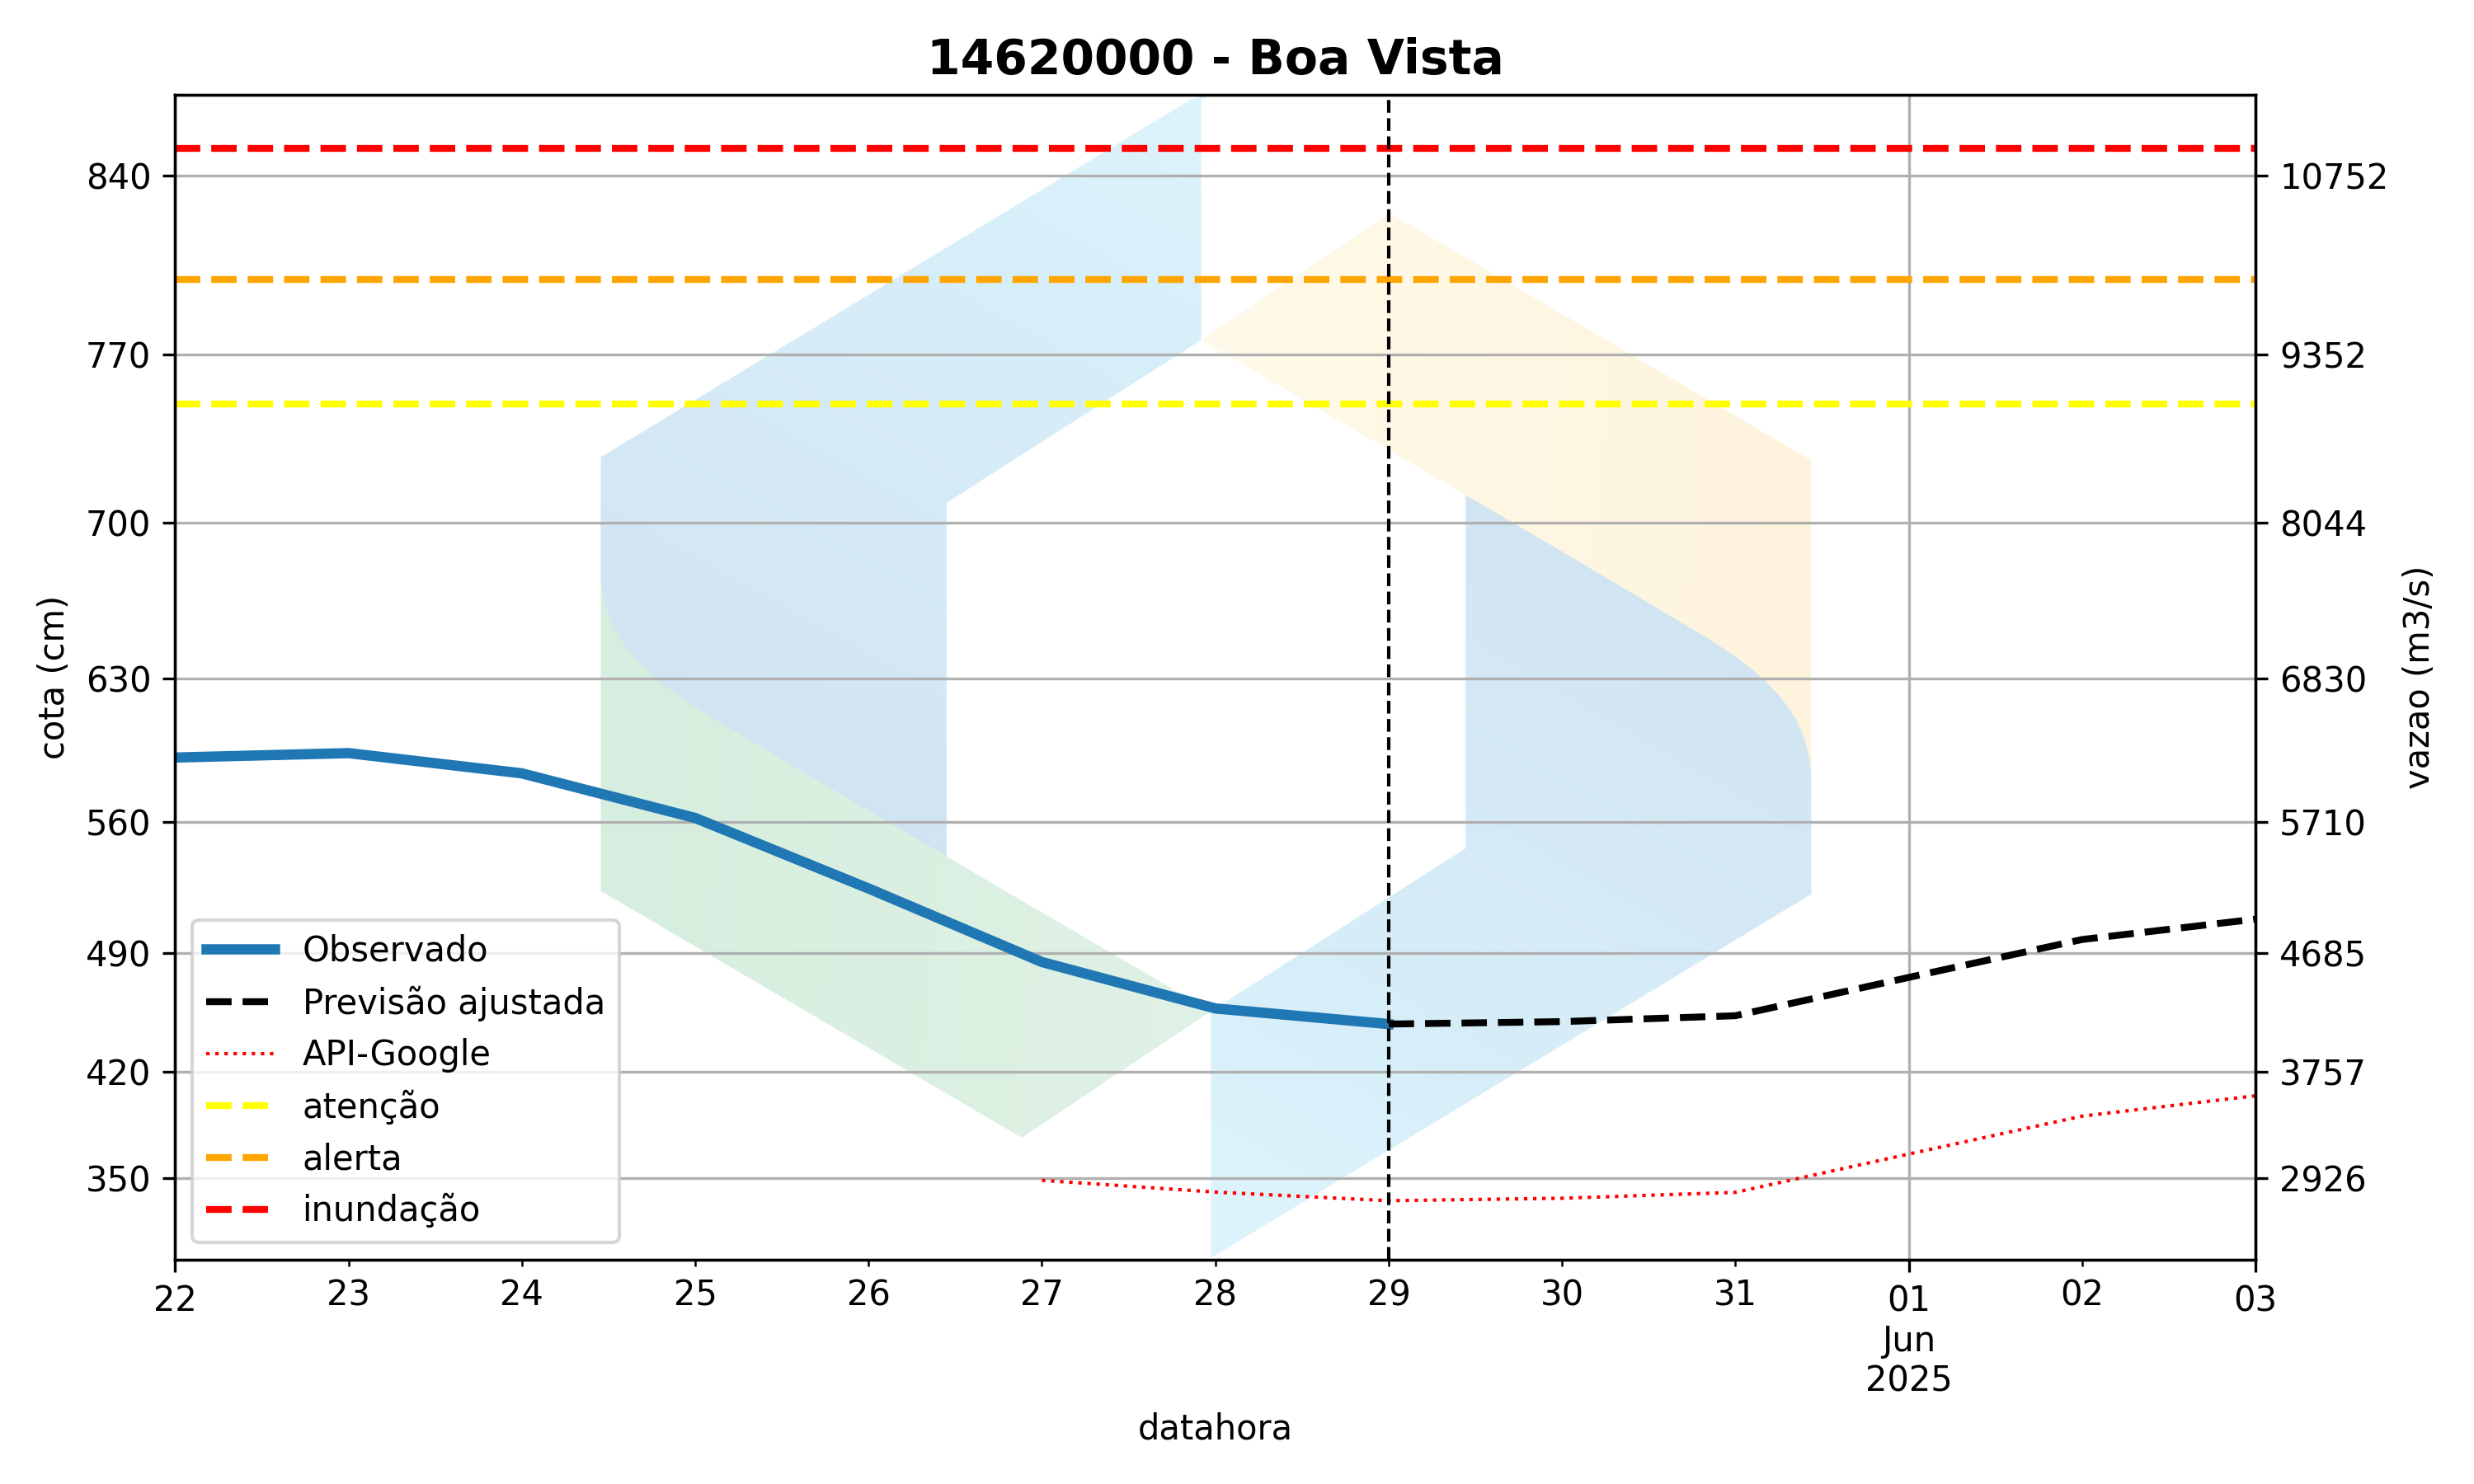 14620000 - Boa Vista
840
770
700
630
560
490
420
350
cota (cm)
10752
9352
8044
6830
5710
4685
3757
2926
vazao (m3/s)
Observado
Previsão ajustada
API-Google
atenção
alerta
inundação
22 23 24 25 26 27 28 29 30 31 01 02 03
Jun
2025
datahora